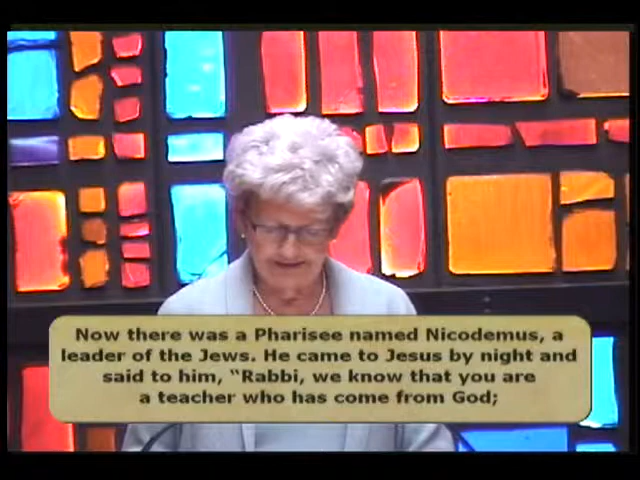 Now there was a Pharisee named Nicodemus, a
leader of the Jews. He came to Jesus by night and
said to him, “Rabbi, we know that you are
a teacher who has come from God;